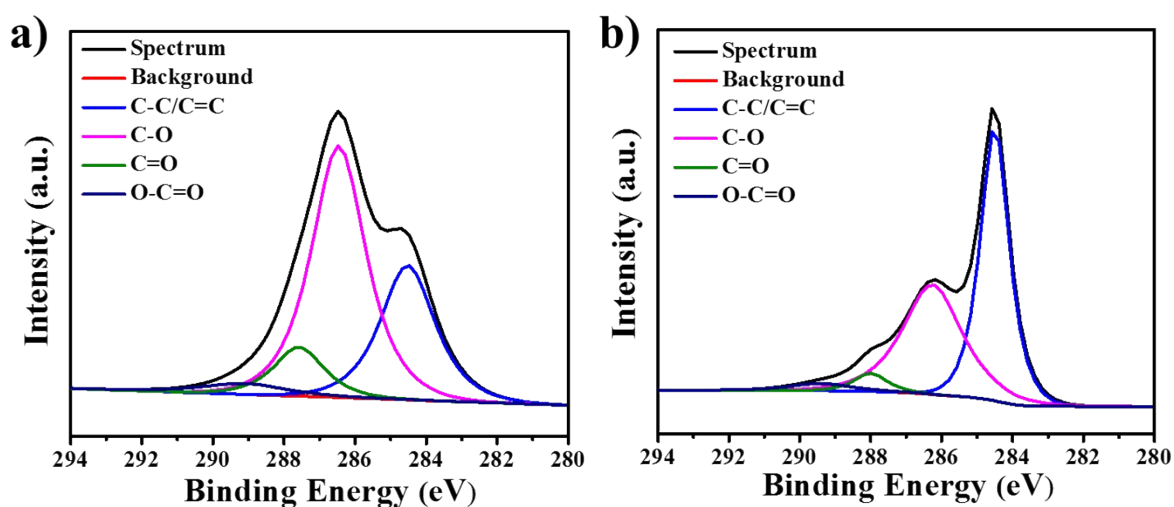 a)
Spectrum
Background
C-C/C=C
C-O
C=O
O-C=O
Intensity (a.u.)
294 292 290 288 286 284 282 280
Binding Energy (eV)
b)
Spectrum
Background
C-C/C=C
C-O
C=O
O-C=O
Intensity (a.u.)
294 292 290 288 286 284 282 280
Binding Energy (eV)